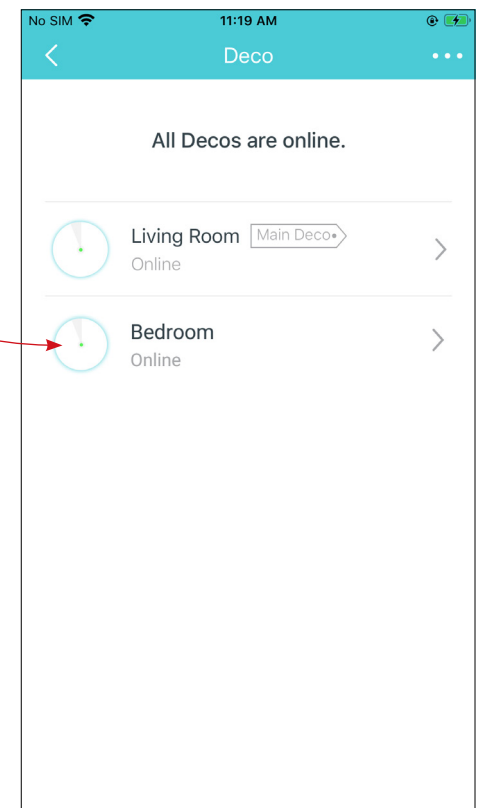 No SIM 11:19 AM
Deco
All Decos are online.
Living Room Main Deco
Online
Bedroom
Online